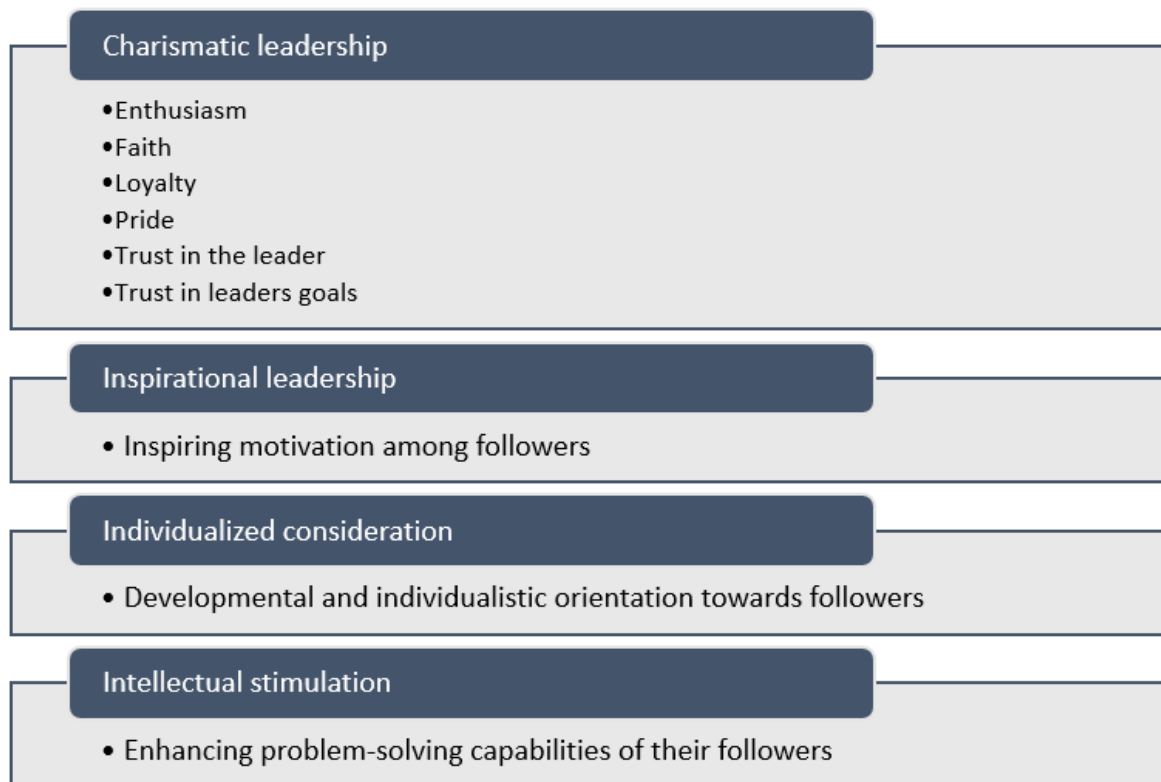 Charismatic leadership
•Enthusiasm
•Faith
•Loyalty
•Pride
•Trust in the leader
•Trust in leaders goals
Inspirational leadership
• Inspiring motivation among followers
Individualized consideration
• Developmental and individualistic orientation towards followers
Intellectual stimulation
• Enhancing problem-solving capabilities of their followers